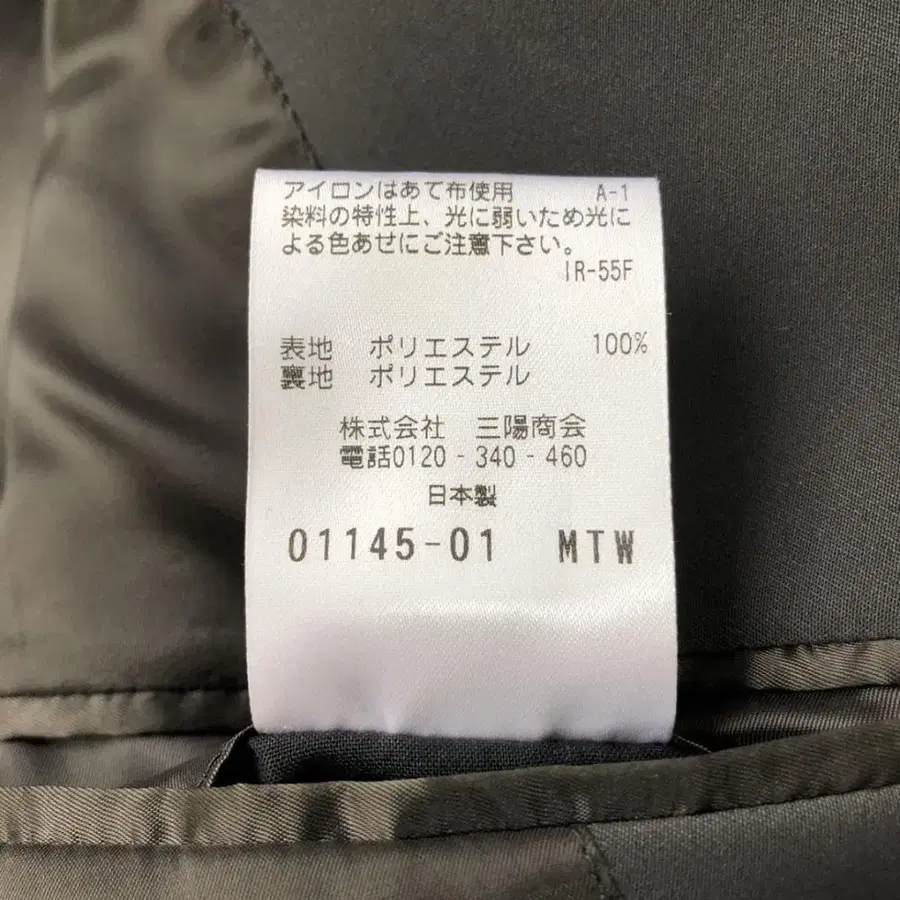 アイロンはあて布使用 A-1
染料の特性上、光に弱いため光に
よる色あせにご注意下さい。
IR-55F
表地 ポリエステル 100%
裏地 ポリエステル
株式会社 三陽商会
電話0120-340-460
日本製
01145-01 MTW